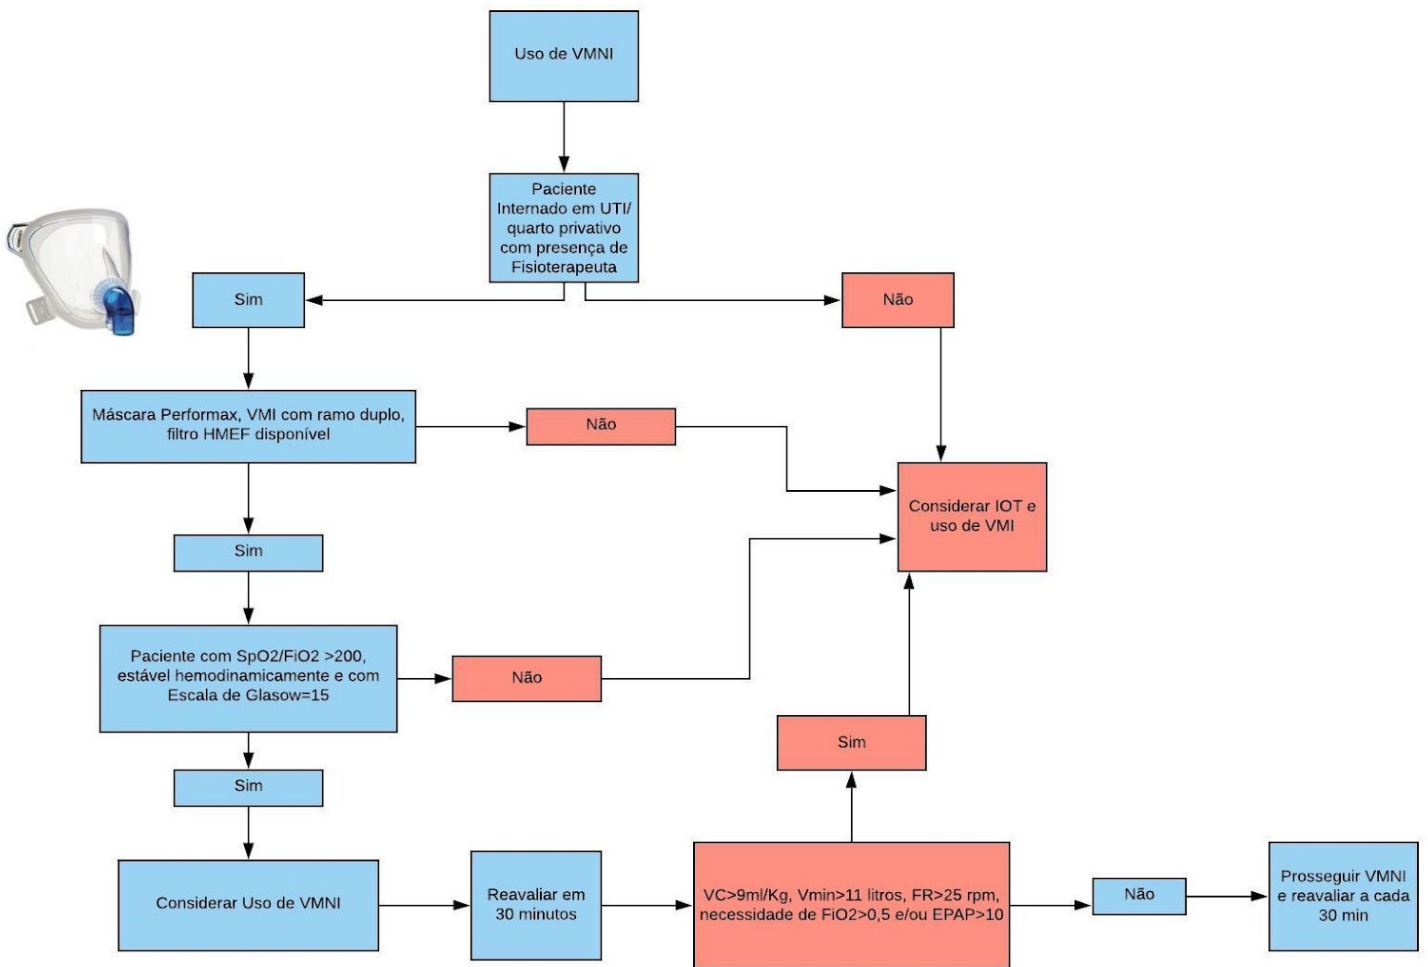 Uso de VMNI
Paciente
Internado em UTI/
quarto privativo
com presença de
Fisioterapeuta
Sim
Não
Máscara Performax, VMI com ramo duplo,
filtro HMEF disponível
Não
Considerar IOT e
uso de VMI
Sim
Paciente com SpO2/FiO2 >200,
estável hemodinamicamente e com
Escala de Glasow=15
Não
Sim
Sim
Considerar Uso de VMNI
Reavaliar em
30 minutos
VC>9ml/Kg, Vmin>11 litros, FR>25 rpm,
necessidade de FiO2>0,5 e/ou EPAP>10
Não
Prosseguir VMNI
e reavaliar a cada
30 min